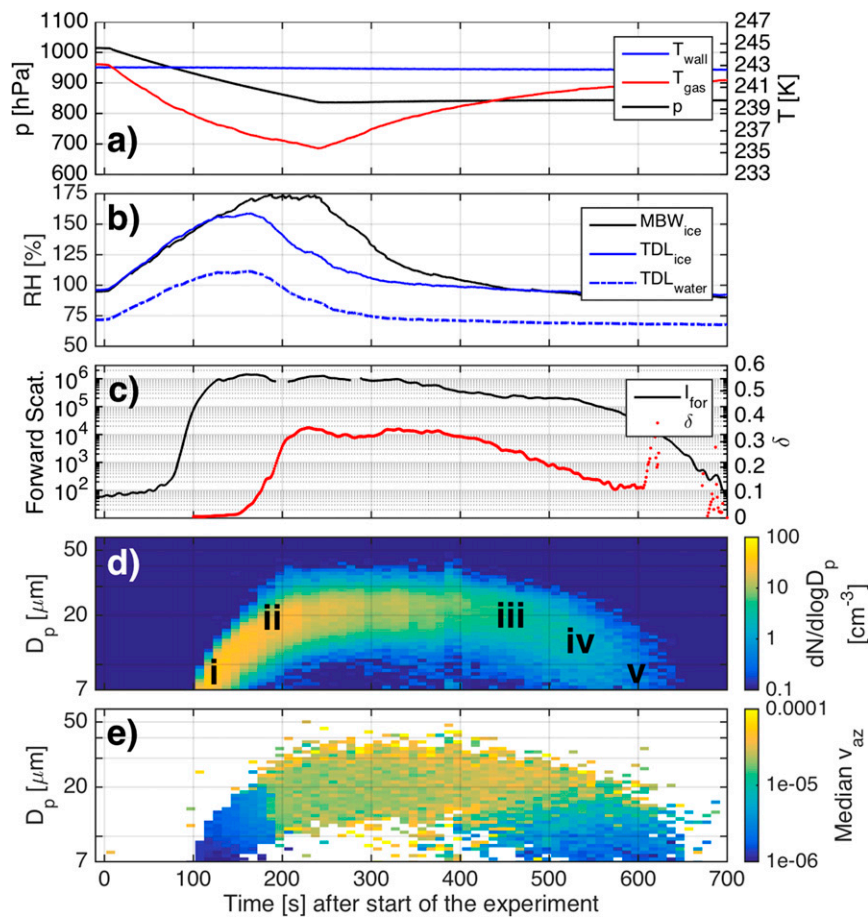 1100
1000
900
800
700
600
p [hPa]
a)
T_wall
T_gas
p
247
245
243
241
239
237
235
233
T [K]
175
150
125
100
75
50
RH [%]
b)
MBW_ice
TDL_ice
TDL_water
10^6
10^5
10^4
10^3
10^2
Forward Scat.
c)
I_for
δ
0.6
0.5
0.4
0.3
0.2
0.1
0
δ
50
20
7
D_p [μm]
d)
i
ii
iii
iv
v
100
10
1
0.1
dN/dlogD_p
[cm^-3]
50
20
7
D_p [μm]
e)
0.0001
1e-05
1e-06
Median v_az
0 100 200 300 400 500 600 700
Time [s] after start of the experiment